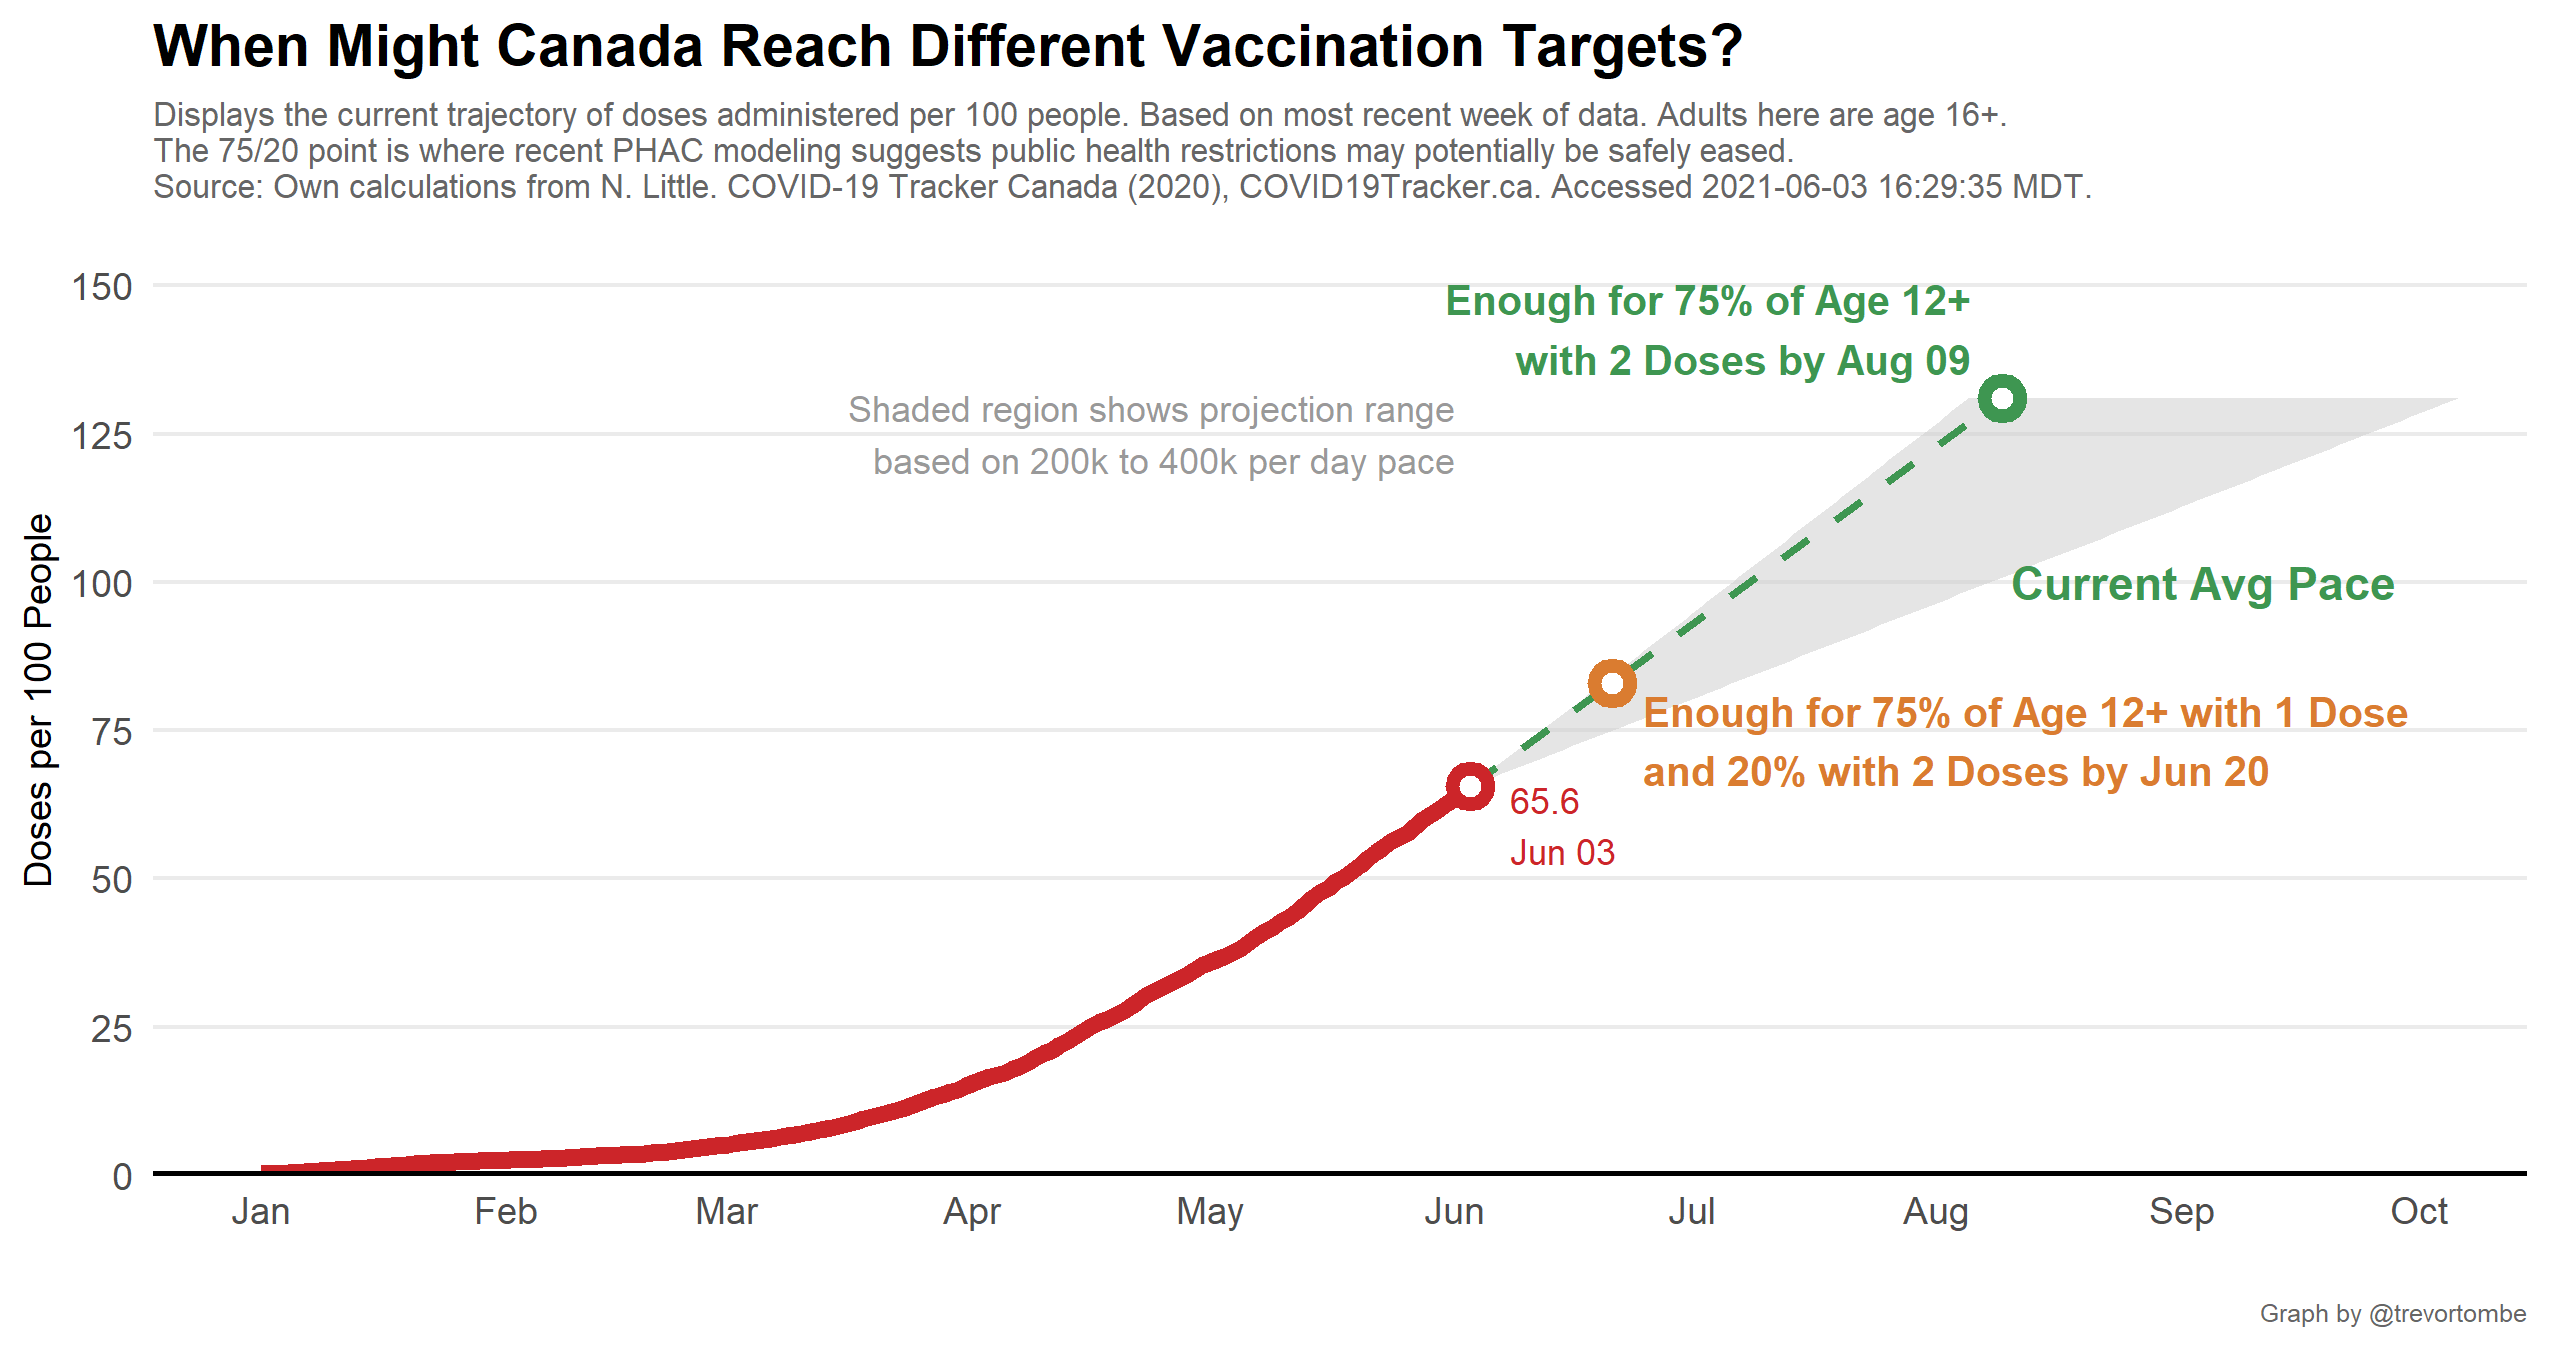 When Might Canada Reach Different Vaccination Targets?
Displays the current trajectory of doses administered per 100 people. Based on most recent week of data. Adults here are age 16+.
The 75/20 point is where recent PHAC modeling suggests public health restrictions may potentially be safely eased.
Source: Own calculations from N. Little. COVID-19 Tracker Canada (2020), COVID19Tracker.ca. Accessed 2021-06-03 16:29:35 MDT.
Doses per 100 People
150
125
100
75
50
25
0
Enough for 75% of Age 12+
with 2 Doses by Aug 09
Shaded region shows projection range
based on 200k to 400k per day pace
Current Avg Pace
Enough for 75% of Age 12+ with 1 Dose
and 20% with 2 Doses by Jun 20
65.6
Jun 03
Jan Feb Mar Apr May Jun Jul Aug Sep Oct
Graph by @trevortombe